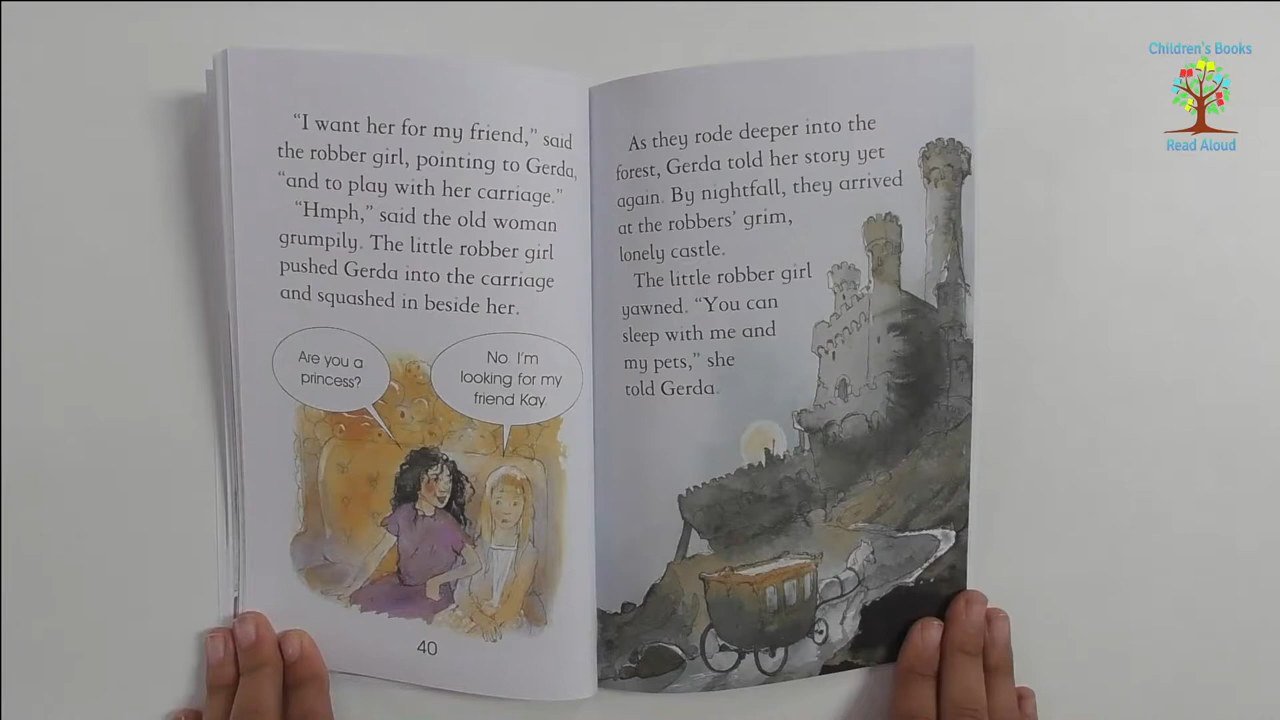 “I want her for my friend,” said
the robber girl, pointing to Gerda,
“and to play with her carriage.”
“Hmph,” said the old woman
grumpily. The little robber girl
pushed Gerda into the carriage
and squashed in beside her.
Are you a
princess?
No. I’m
looking for my
friend Kay.
40
As they rode deeper into the
forest, Gerda told her story yet
again. By nightfall, they arrived
at the robbers’ grim,
lonely castle.
The little robber girl
yawned. “You can
sleep with me and
my pets,” she
told Gerda.
Children's Books
Read Aloud